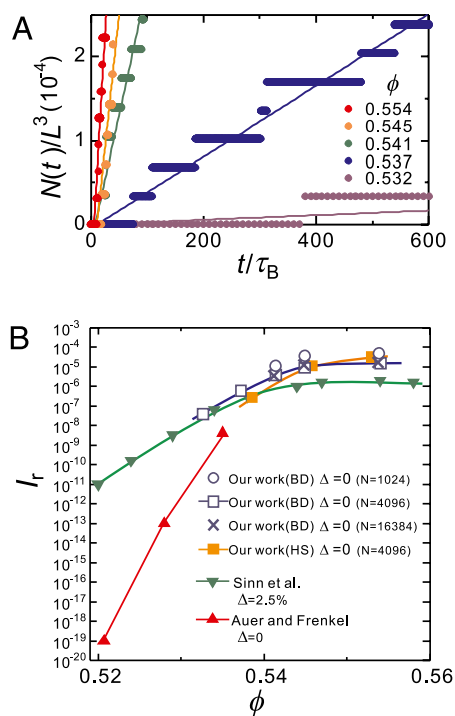 A
N(t)/L³ (10⁻⁴)
2
1
0
ϕ
0.554
0.545
0.541
0.537
0.532
0 200 400 600
t/τ_B
B
I_r
10⁻³
10⁻⁴
10⁻⁵
10⁻⁶
10⁻⁷
10⁻⁸
10⁻⁹
10⁻¹⁰
10⁻¹¹
10⁻¹²
10⁻¹³
10⁻¹⁴
10⁻¹⁵
10⁻¹⁶
10⁻¹⁷
10⁻¹⁸
10⁻¹⁹
10⁻²⁰
Our work(BD) Δ=0 (N=1024)
Our work(BD) Δ=0 (N=4096)
Our work(BD) Δ=0 (N=16384)
Our work(HS) Δ=0 (N=4096)
Sinn et al.
Δ=2.5%
Auer and Frenkel
Δ=0
0.52 0.54 0.56
ϕ